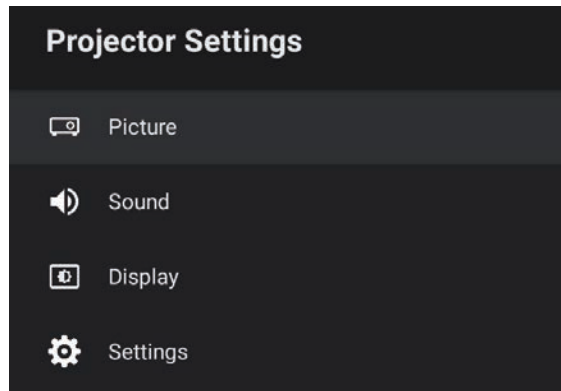 Projector Settings
Picture
Sound
Display
Settings